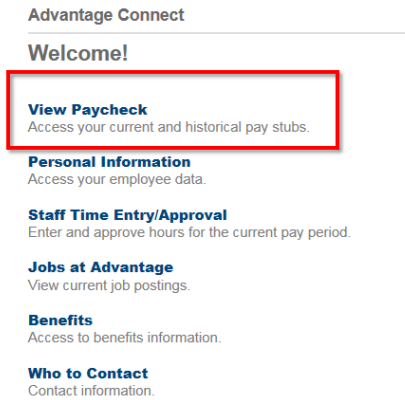 Advantage Connect
Welcome!
View Paycheck
Access your current and historical pay stubs.
Personal Information
Access your employee data.
Staff Time Entry/Approval
Enter and approve hours for the current pay period.
Jobs at Advantage
View current job postings.
Benefits
Access to benefits information.
Who to Contact
Contact information.